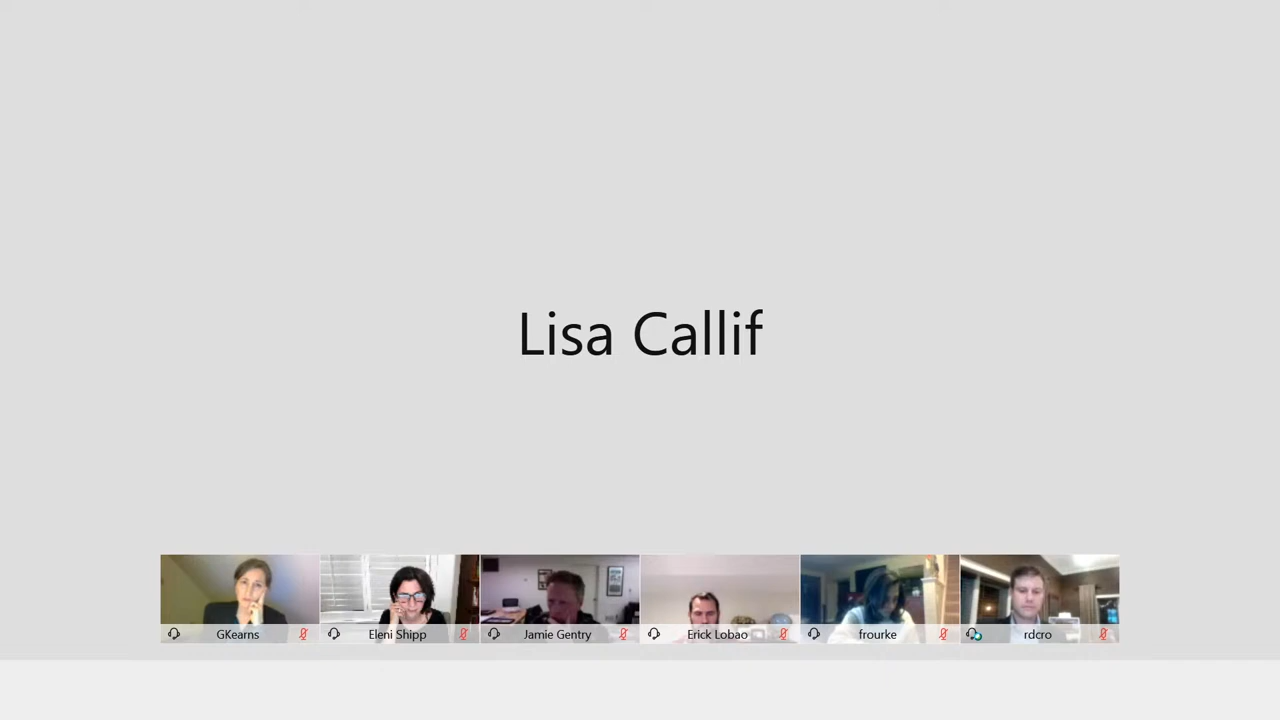 Lisa Callif
GKearns
Eleni Shipp
Jamie Gentry
Erick Lobao
frourke
rdcro